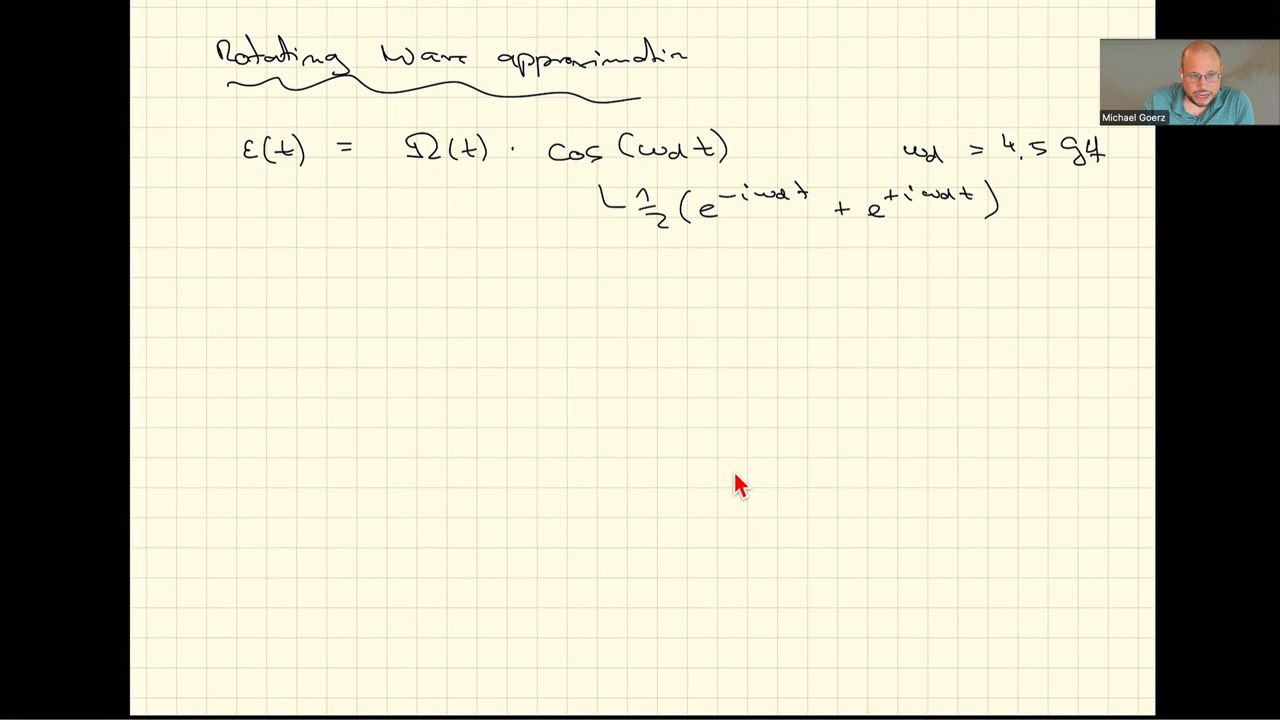 Rotating wave approximation
ε(t) = Ω(t) · cos(ωd t) ωd = 4.5 GHz
1/2 (e^-iωd t + e^+iωd t)
Michael Goerz